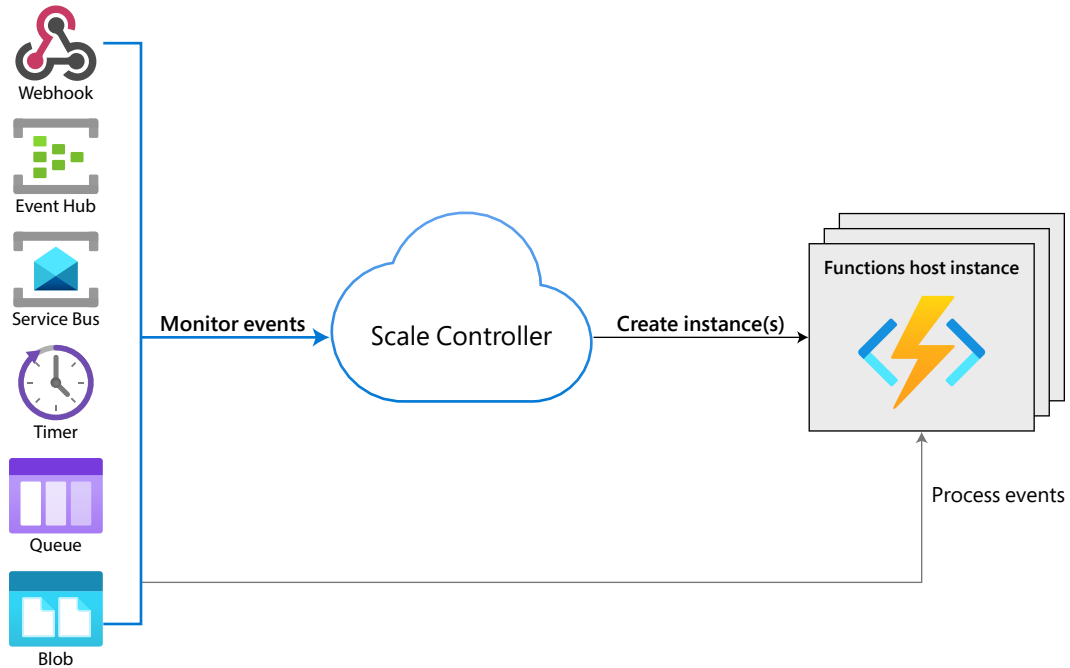 Webhook
Event Hub
Service Bus
Timer
Queue
Blob
Monitor events
Scale Controller
Create instance(s)
Functions host instance
Process events